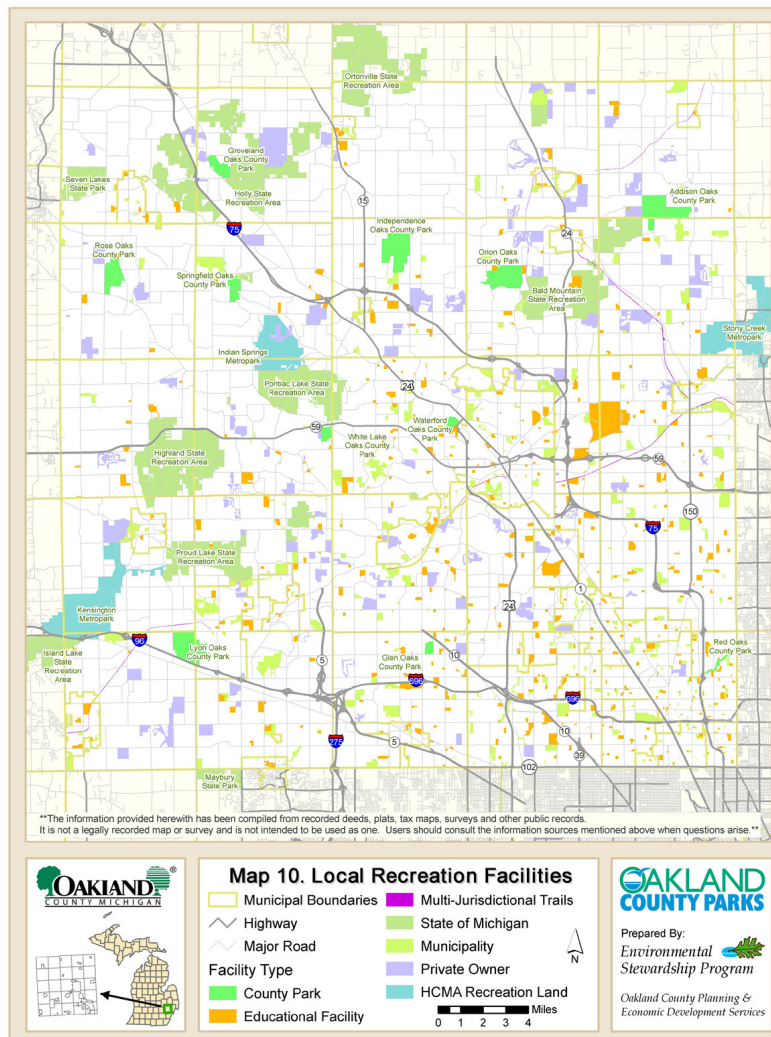 Ortonville State
Recreation Area
Groveland
Oaks County
Park
Seven Lakes
State Park
Holly State
Recreation Area
Addison Oaks
County Park
15
75
Independence
Oaks County Park
24
Rose Oaks
County Park
Orion Oaks
County Park
Springfield Oaks
County Park
Bald Mountain
State Recreation
Area
Stony Creek
Metropark
Indian Springs
Metropark
Pontiac Lake State
Recreation Area
24
59
Waterford
Oaks County
Park
White Lake
Oaks County
Park
Highland State
Recreation Area
59
150
75
Proud Lake State
Recreation Area
1
Kensington
Metropark
24
96
Lyon Oaks
County Park
Island Lake
State
Recreation
Area
5
Glen Oaks
County Park
10
Red Oaks
County Park
696
696
275
5
10
39
102
Maybury
State Park
**The information provided herewith has been compiled from recorded deeds, plats, tax maps, surveys and other public records.
It is not a legally recorded map or survey and is not intended to be used as one. Users should consult the information sources mentioned above when questions arise.**
OAKLAND®
COUNTY MICHIGAN
Map 10. Local Recreation Facilities
Municipal Boundaries
Highway
Major Road
Facility Type
County Park
Educational Facility
Multi-Jurisdictional Trails
State of Michigan
Municipality
Private Owner
HCMA Recreation Land
N
Miles
0 1 2 3 4
OAKLAND
COUNTY PARKS
Prepared By:
Environmental
Stewardship Program
Oakland County Planning &
Economic Development Services